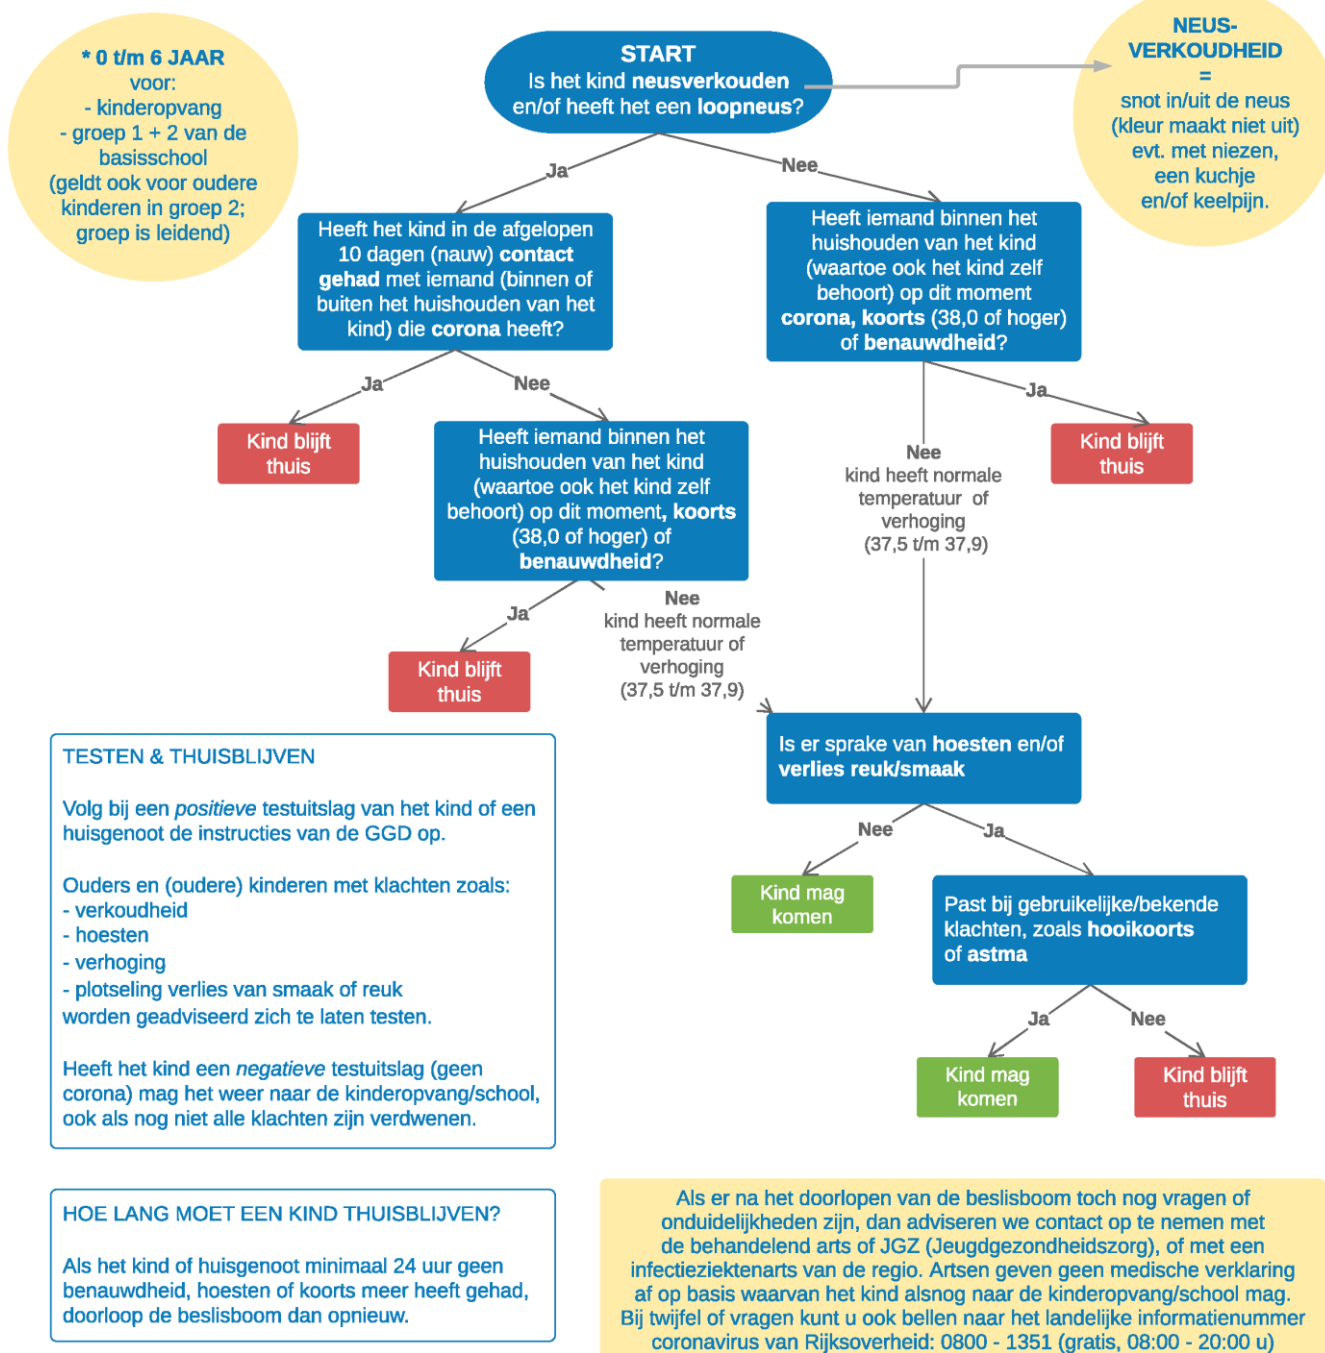 * 0 t/m 6 JAAR
voor:
- kinderopvang
- groep 1 + 2 van de
basisschool
(geldt ook voor oudere
kinderen in groep 2;
groep is leidend)
START
Is het kind neusverkouden
en/of heeft het een loopneus?
NEUS-
VERKOUDHEID
=
snot in/uit de neus
(kleur maakt niet uit)
evt. met niezen,
een kuchje
en/of keelpijn.
Ja
Nee
Heeft het kind in de afgelopen
10 dagen (nauw) contact
gehad met iemand (binnen of
buiten het huishouden van het
kind) die corona heeft?
Heeft iemand binnen het
huishouden van het kind
(waartoe ook het kind zelf
behoort) op dit moment
corona, koorts (38,0 of hoger)
of benauwdheid?
Ja
Nee
Ja
Kind blijft
thuis
Heeft iemand binnen het
huishouden van het kind
(waartoe ook het kind zelf
behoort) op dit moment, koorts
(38,0 of hoger) of
benauwdheid?
Nee
kind heeft normale
temperatuur of
verhoging
(37,5 t/m 37,9)
Kind blijft
thuis
Ja
Nee
kind heeft normale
temperatuur of
verhoging
(37,5 t/m 37,9)
Kind blijft
thuis
Is er sprake van hoesten en/of
verlies reuk/smaak
Nee
Ja
Kind mag
komen
Past bij gebruikelijke/bekende
klachten, zoals hooikoorts
of astma
Ja
Nee
Kind mag
komen
Kind blijft
thuis
TESTEN & THUISBLIJVEN
Volg bij een positieve testuitslag van het kind of een
huisgenoot de instructies van de GGD op.
Ouders en (oudere) kinderen met klachten zoals:
- verkoudheid
- hoesten
- verhoging
- plotseling verlies van smaak of reuk
worden geadviseerd zich te laten testen.
Heeft het kind een negatieve testuitslag (geen
corona) mag het weer naar de kinderopvang/school,
ook als nog niet alle klachten zijn verdwenen.
HOE LANG MOET EEN KIND THUISBLIJVEN?
Als het kind of huisgenoot minimaal 24 uur geen
benauwdheid, hoesten of koorts meer heeft gehad,
doorloop de beslisboom dan opnieuw.
Als er na het doorlopen van de beslisboom toch nog vragen of
onduidelijkheden zijn, dan adviseren we contact op te nemen met
de behandelend arts of JGZ (Jeugdgezondheidszorg), of met een
infectieziektenarts van de regio. Artsen geven geen medische verklaring
af op basis waarvan het kind alsnog naar de kinderopvang/school mag.
Bij twijfel of vragen kunt u ook bellen naar het landelijke informatienummer
coronavirus van Rijksoverheid: 0800 - 1351 (gratis, 08:00 - 20:00 u)